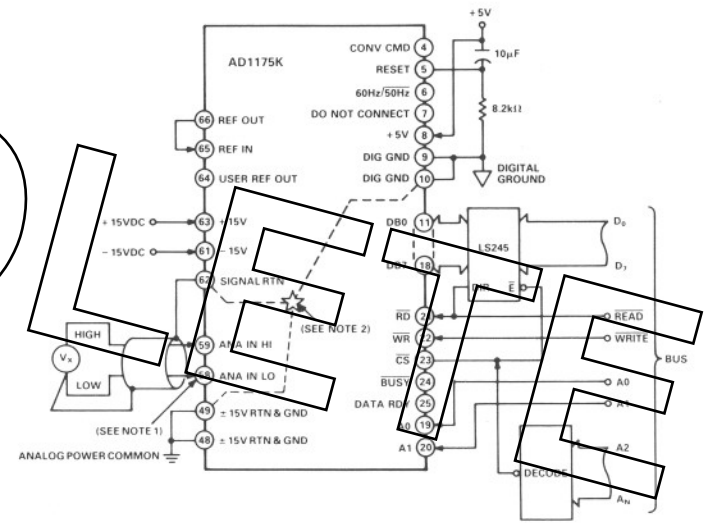 +5V
CONV CMD 4
10μF
AD1175K
RESET 5
60Hz/50Hz 6
8.2kΩ
DO NOT CONNECT 7
66 REF OUT
+5V 8
65 REF IN
DIG GND 9
DIG GND 10
DIGITAL
GROUND
64 USER REF OUT
+15VDC 63 +15V
DB0 11 D0
LS245
-15VDC 61 -15V
DB7 18 D7
62 SIGNAL RTN
DIR E
(SEE NOTE 2)
RD READ
HIGH
WR 22 WRITE
59 ANA IN HI
VX
CS 23 BUS
LOW
58 ANA IN LO
BUSY 24 A0
DATA RDY 25 A1
49 ±15V RTN & GND
A0 19
(SEE NOTE 1)
48 ±15V RTN & GND
A1 20 A2
ANALOG POWER COMMON
DECODE
AN
LETE